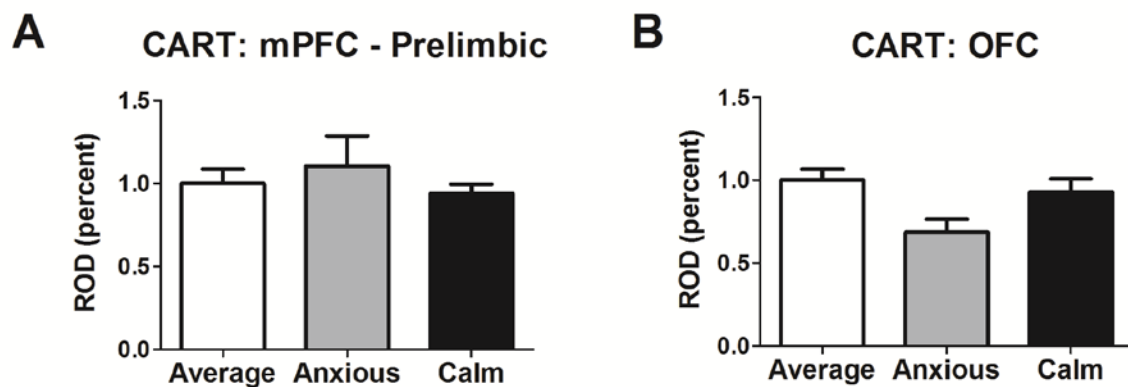 A
CART: mPFC - Prelimbic
ROD (percent)
1.5
1.0
0.5
0.0
Average Anxious Calm
B
CART: OFC
ROD (percent)
1.5
1.0
0.5
0.0
Average Anxious Calm